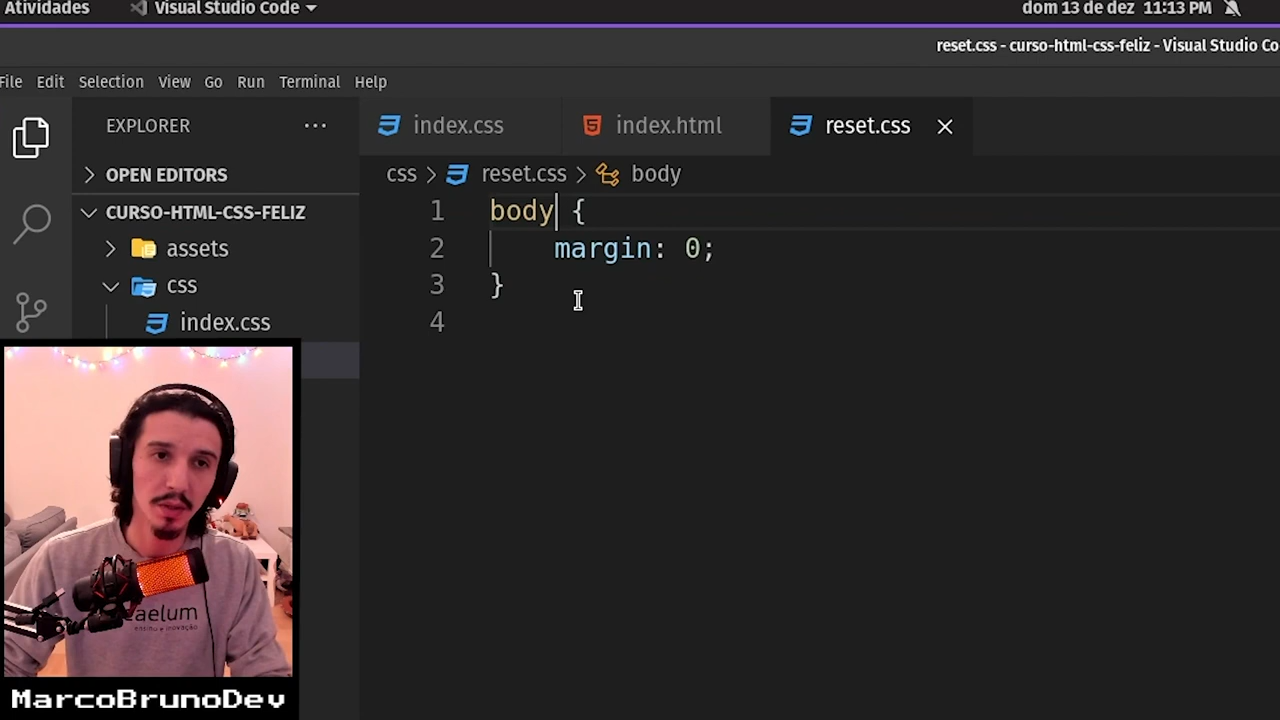 Atividades
Visual Studio Code
dom 13 de dez 11:13 PM
reset.css - curso-html-css-feliz - Visual Studio Co
File Edit Selection View Go Run Terminal Help
EXPLORER ...
index.css
index.html
reset.css
OPEN EDITORS
css > reset.css > body
CURSO-HTML-CSS-FELIZ
assets
css
index.css
1 body {
2 margin: 0;
3 }
4
caelum
ensino e inovação
MarcoBrunoDev